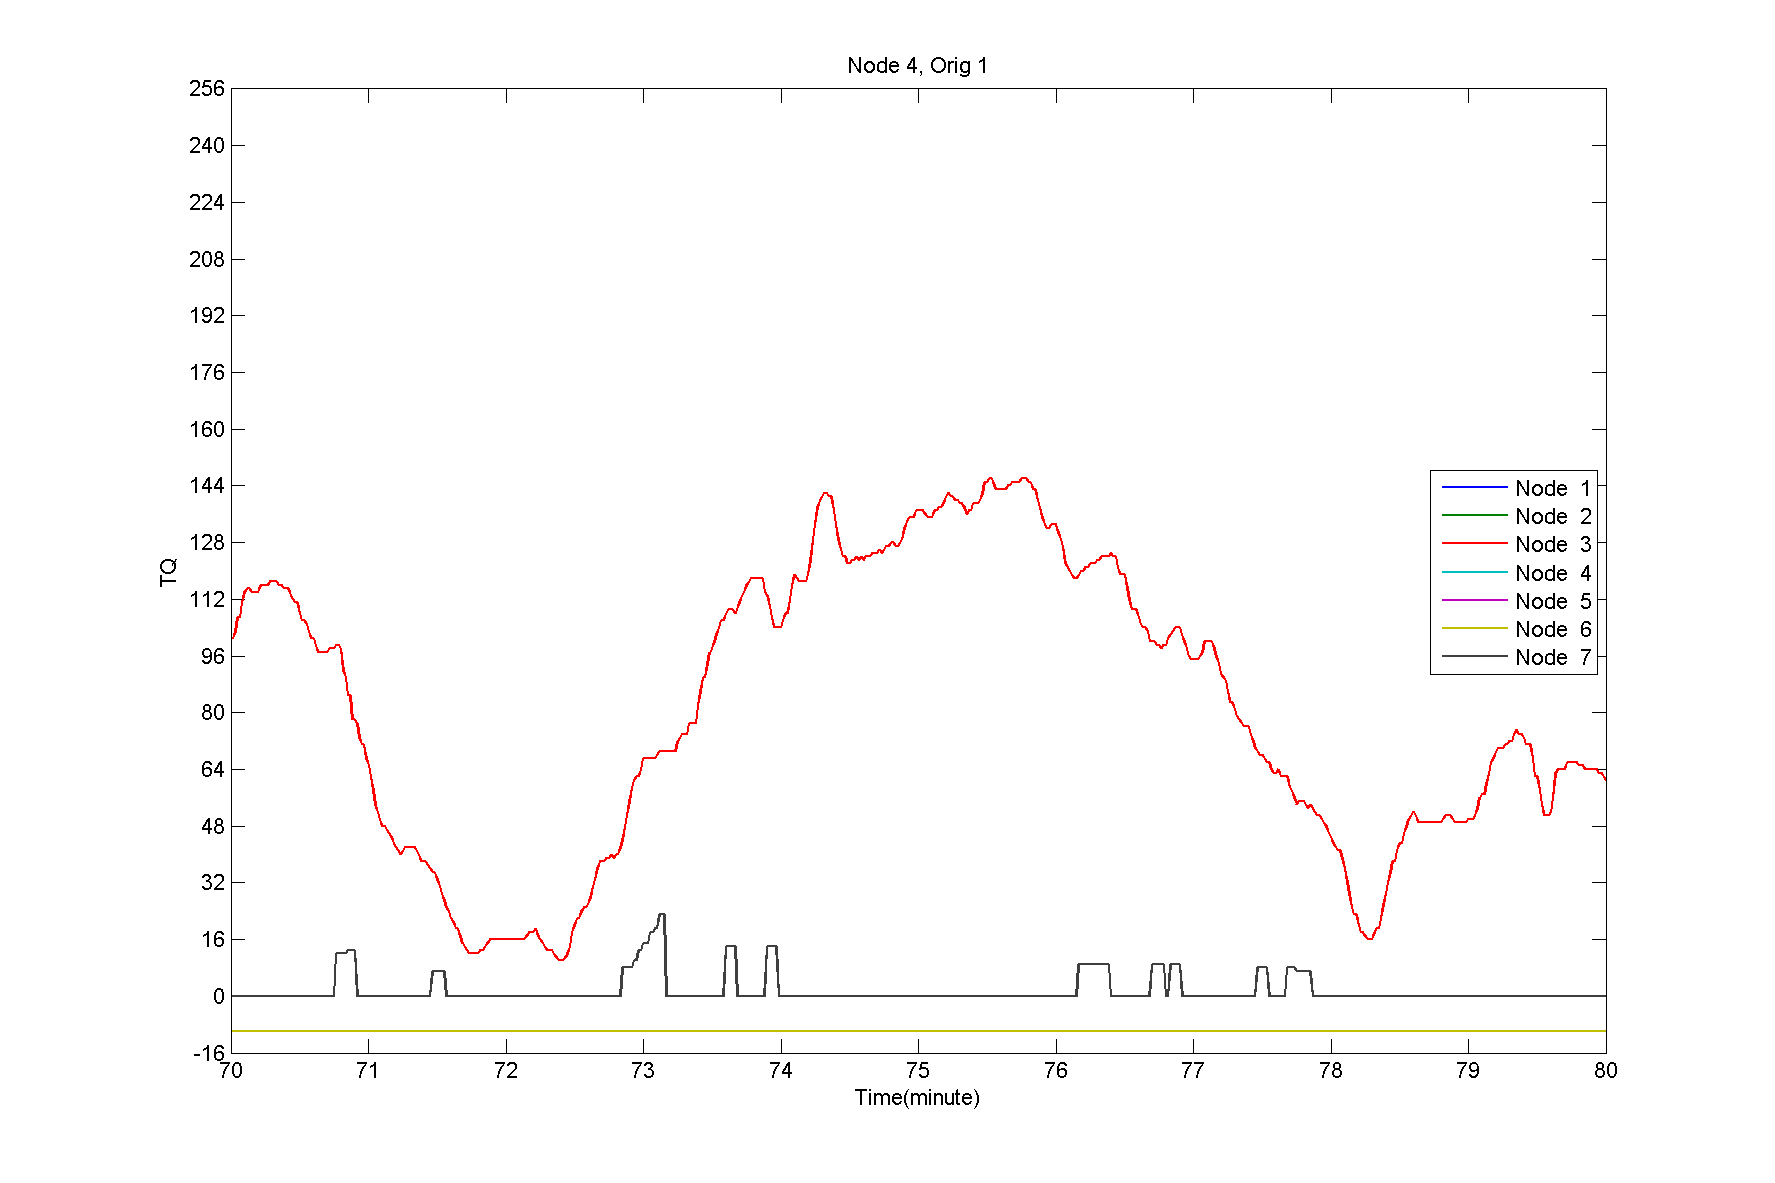 Node 4, Orig 1
256
240
224
208
192
176
160
144
128
112
96
80
64
48
32
16
0
-16
TQ
Node 1
Node 2
Node 3
Node 4
Node 5
Node 6
Node 7
70 71 72 73 74 75 76 77 78 79 80
Time(minute)